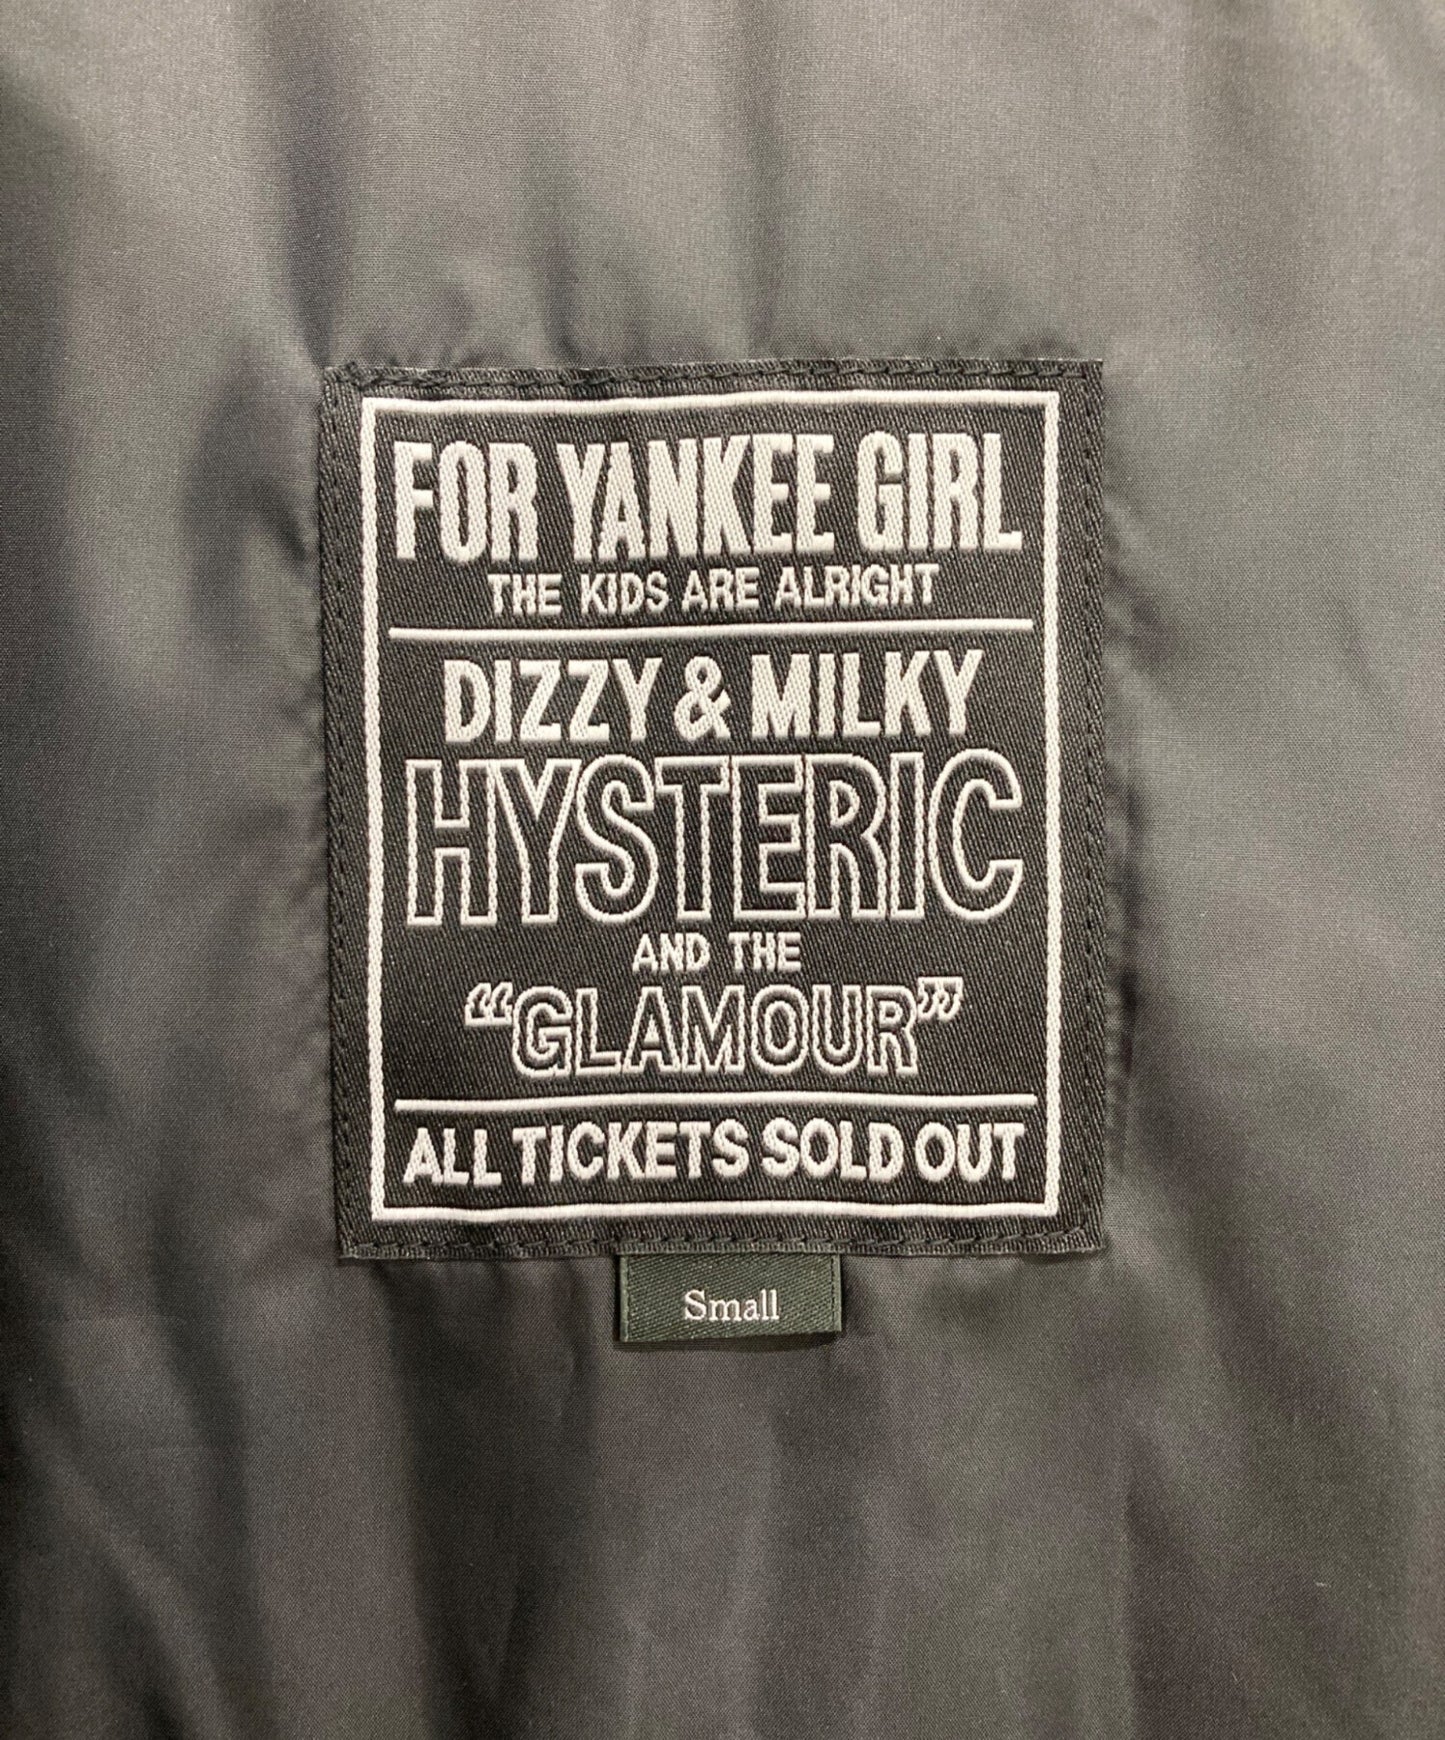 FOR YANKEE GIRL
THE KIDS ARE ALRIGHT
DIZZY & MILKY
HYSTERIC
AND THE
“GLAMOUR”
ALL TICKETS SOLD OUT
Small